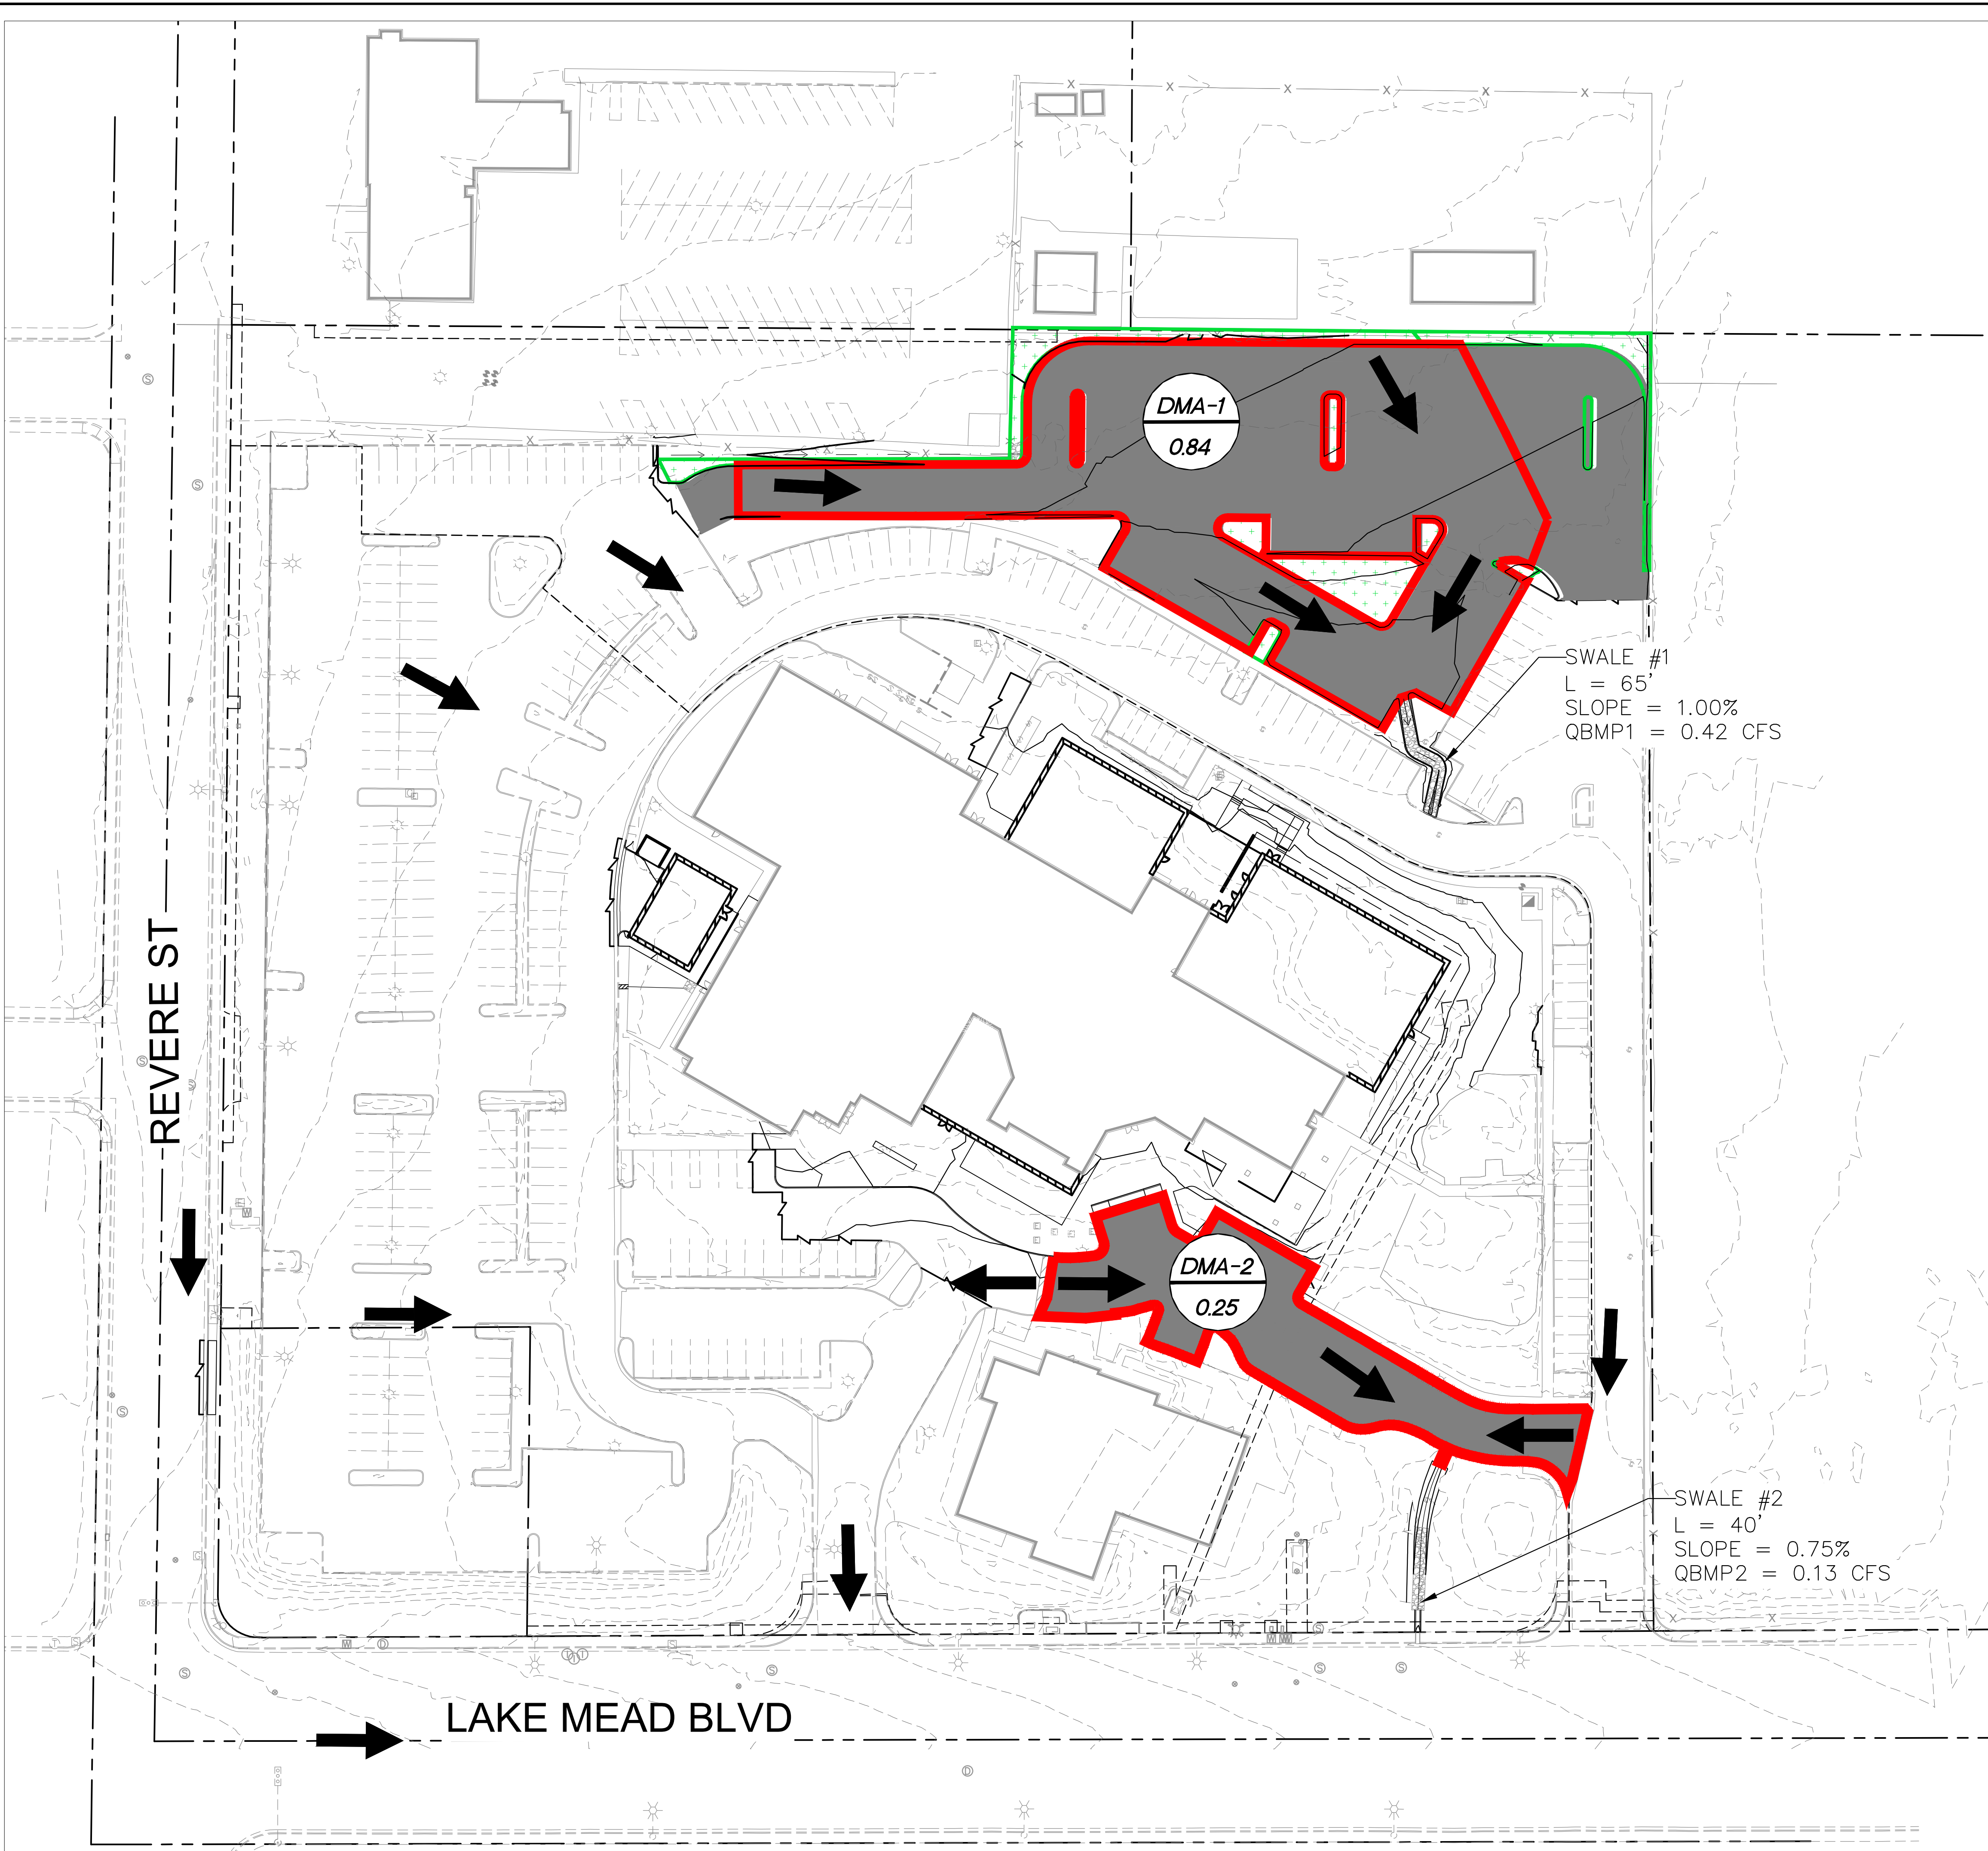 DMA-1
0.84
SWALE #1
L = 65'
SLOPE = 1.00%
QBMP1 = 0.42 CFS
REVERE ST
DMA-2
0.25
SWALE #2
L = 40'
SLOPE = 0.75%
QBMP2 = 0.13 CFS
LAKE MEAD BLVD